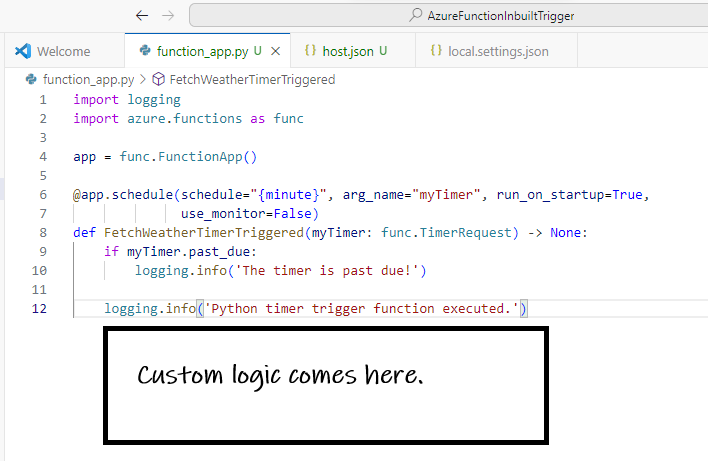 AzureFunctionInbuiltTrigger
Welcome
function_app.py U
{} host.json U
{} local.settings.json
function_app.py > FetchWeatherTimerTriggered
1 import logging
2 import azure.functions as func
3
4 app = func.FunctionApp()
5
6 @app.schedule(schedule="{minute}", arg_name="myTimer", run_on_startup=True,
7 use_monitor=False)
8 def FetchWeatherTimerTriggered(myTimer: func.TimerRequest) -> None:
9 if myTimer.past_due:
10 logging.info('The timer is past due!')
11
12 logging.info('Python timer trigger function executed.')
Custom logic comes here.